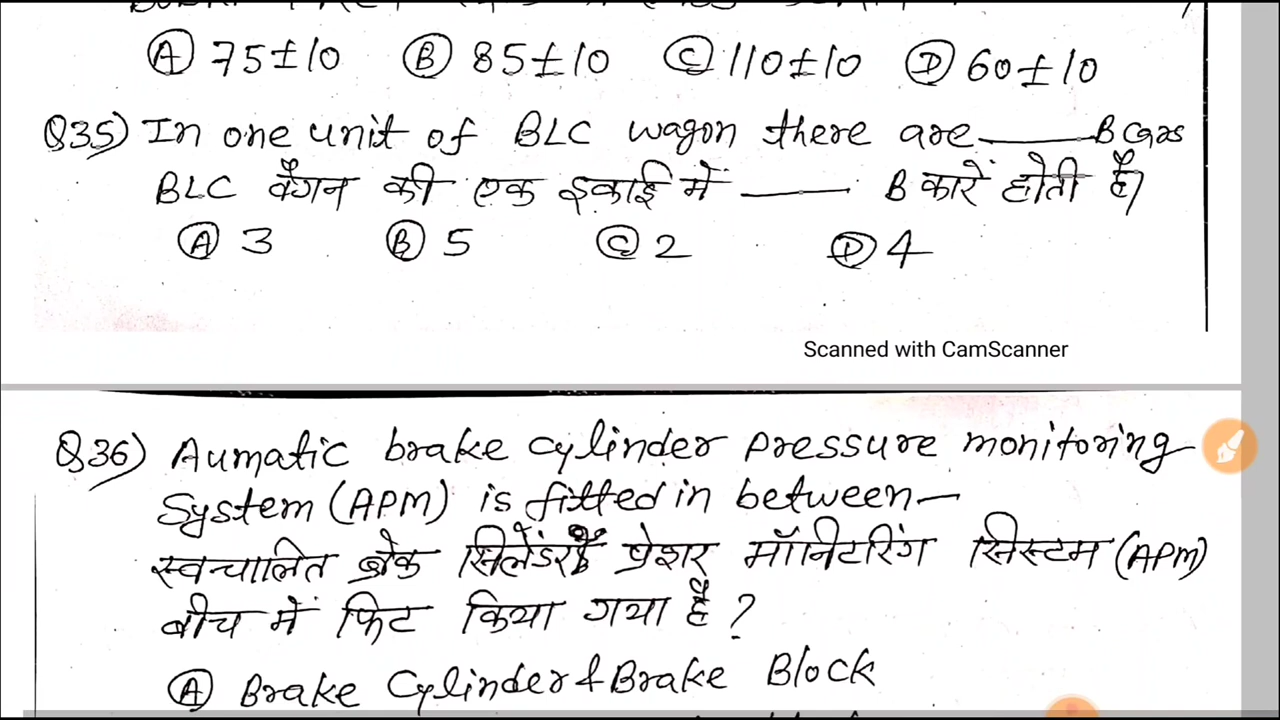 Ⓐ 75±10 Ⓑ 85±10 Ⓒ 110±10 Ⓓ 60±10
Q35) In one unit of BLC wagon there are ____ B cars
BLC वैगन की एक इकाई में ____ B कारें होती है।
Ⓐ 3 Ⓑ 5 Ⓒ 2 Ⓓ 4
Scanned with CamScanner
Q36) Aumatic brake cylinder pressure monitoring
System (APM) is fitted in between-
स्वचालित ब्रेक सिलेंडर प्रेशर मॉनिटरिंग सिस्टम (APM)
बीच में फिट किया गया है ?
Ⓐ Brake Cylinder & Brake Block